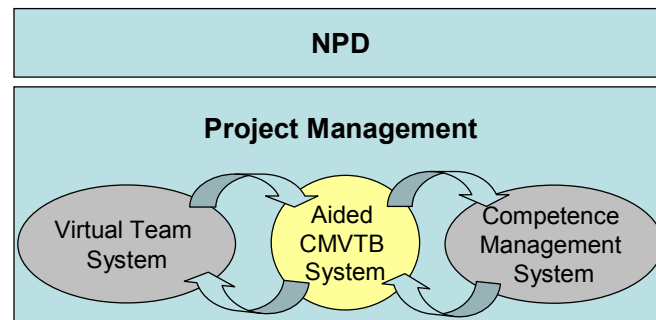 NPD
Project Management
Virtual Team
System
Aided
CMVTB
System
Competence
Management
System